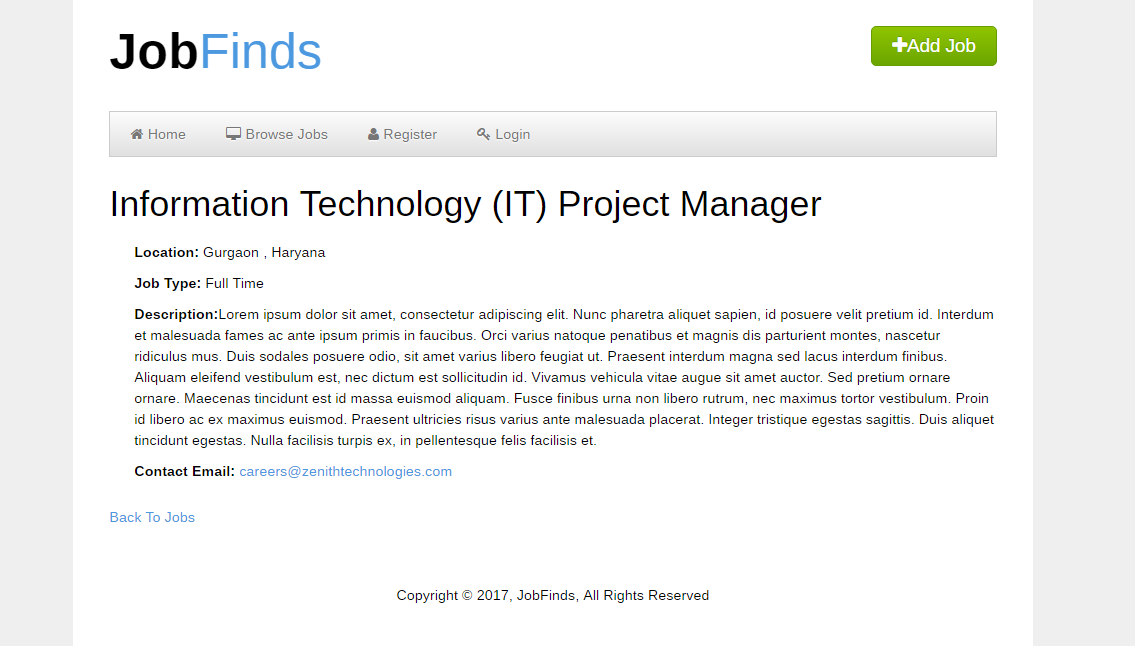 JobFinds
Add Job
Home Browse Jobs Register Login
Information Technology (IT) Project Manager
Location: Gurgaon , Haryana
Job Type: Full Time
Description:Lorem ipsum dolor sit amet, consectetur adipiscing elit. Nunc pharetra aliquet sapien, id posuere velit pretium id. Interdum
et malesuada fames ac ante ipsum primis in faucibus. Orci varius natoque penatibus et magnis dis parturient montes, nascetur
ridiculus mus. Duis sodales posuere odio, sit amet varius libero feugiat ut. Praesent interdum magna sed lacus interdum finibus.
Aliquam eleifend vestibulum est, nec dictum est sollicitudin id. Vivamus vehicula vitae augue sit amet auctor. Sed pretium ornare
ornare. Maecenas tincidunt est id massa euismod aliquam. Fusce finibus urna non libero rutrum, nec maximus tortor vestibulum. Proin
id libero ac ex maximus euismod. Praesent ultricies risus varius ante malesuada placerat. Integer tristique egestas sagittis. Duis aliquet
tincidunt egestas. Nulla facilisis turpis ex, in pellentesque felis facilisis et.
Contact Email: careers@zenithtechnologies.com
Back To Jobs
Copyright © 2017, JobFinds, All Rights Reserved